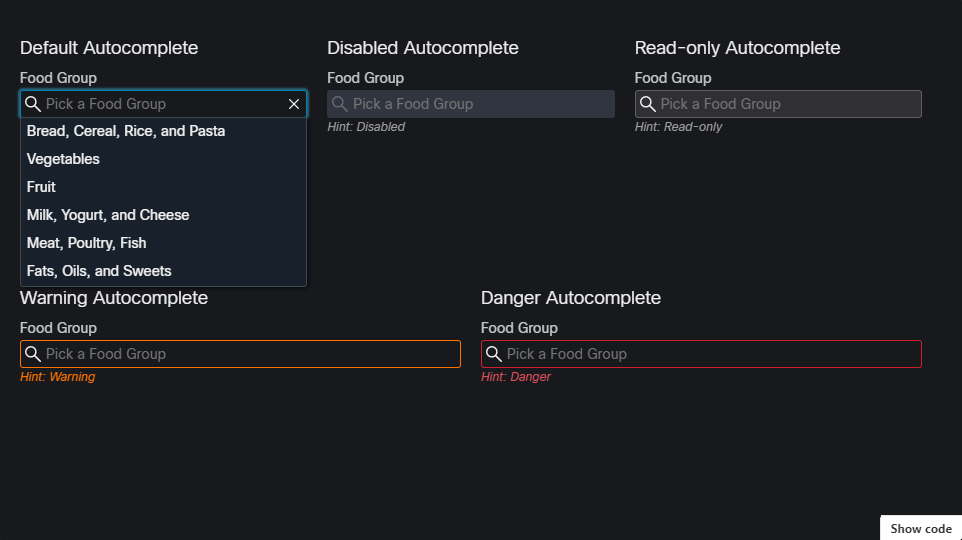 Default Autocomplete
Food Group
Pick a Food Group
Bread, Cereal, Rice, and Pasta
Vegetables
Fruit
Milk, Yogurt, and Cheese
Meat, Poultry, Fish
Fats, Oils, and Sweets
Disabled Autocomplete
Food Group
Pick a Food Group
Hint: Disabled
Read-only Autocomplete
Food Group
Pick a Food Group
Hint: Read-only
Warning Autocomplete
Food Group
Pick a Food Group
Hint: Warning
Danger Autocomplete
Food Group
Pick a Food Group
Hint: Danger
Show code